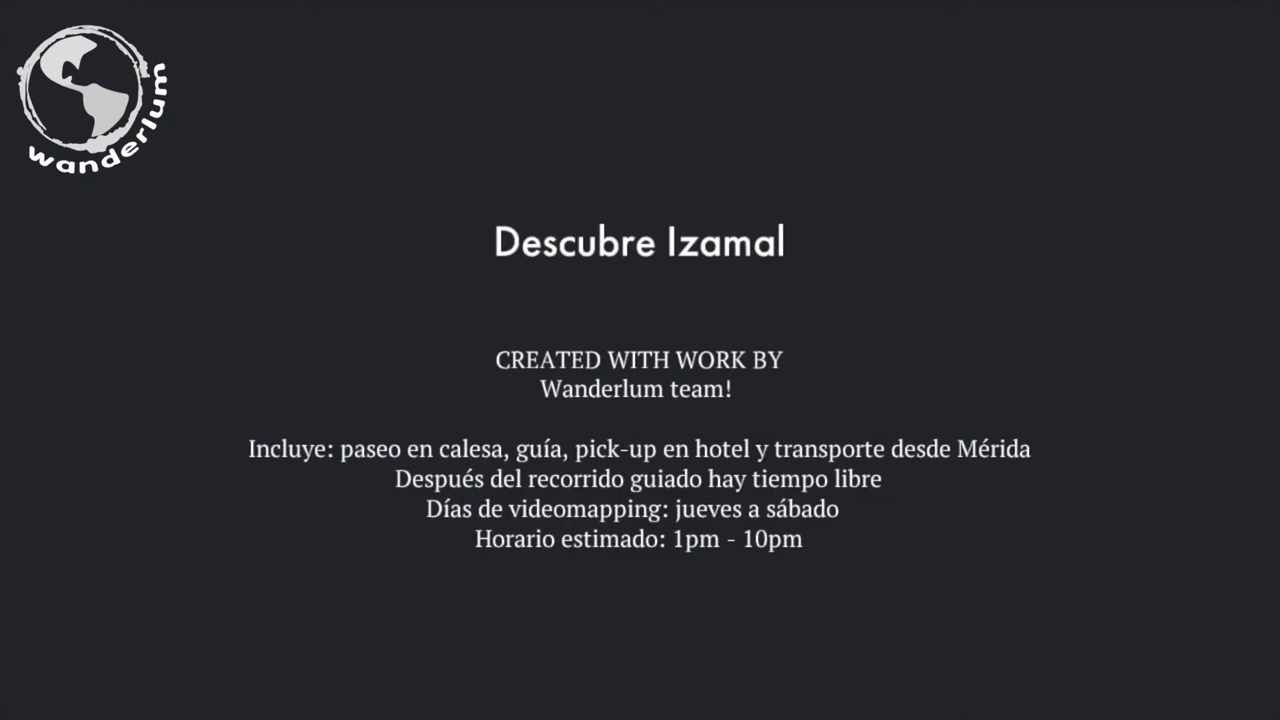 wanderlum
Descubre Izamal
CREATED WITH WORK BY
Wanderlum team!
Incluye: paseo en calesa, guía, pick-up en hotel y transporte desde Mérida
Después del recorrido guiado hay tiempo libre
Días de videomapping: jueves a sábado
Horario estimado: 1pm - 10pm